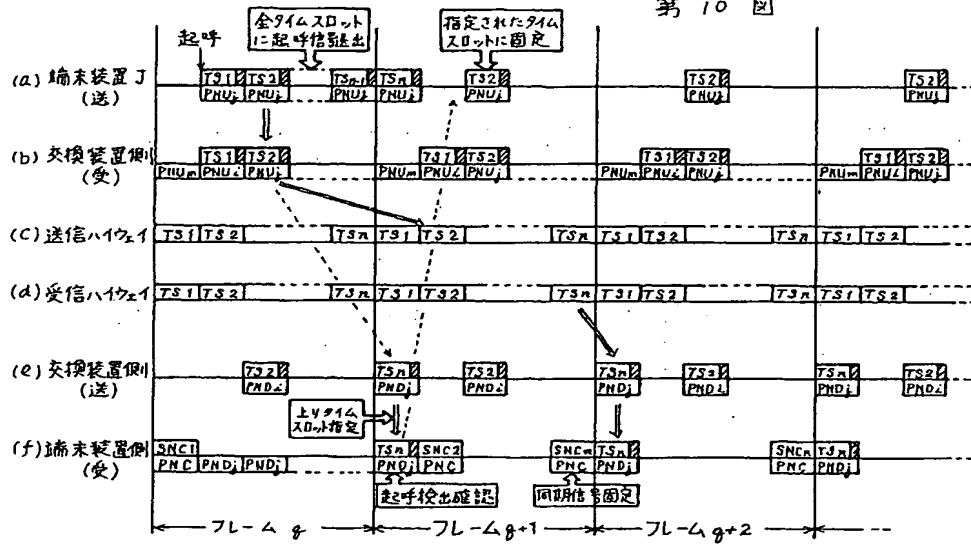 第 10 図
全タイムスロット
に起呼信号送出
指定されたタイム
スロットに固定
起呼
(a) 端末装置 J
(送)
TS1 TS2 TSn-1 TSn TS2 TS2 TS2
PNUj PNUj PNUj PNUj PNUj PNUj PNUj
(b) 交換装置側
(受)
TS1 TS2 TS1 TS2 TS1 TS2 TS1 TS2
PNUm PNUi PNUj PNUm PNUi PNUj PNUm PNUi PNUj PNUm PNUi PNUj
(c) 送信ハイウェイ
TS1 TS2 TSn TS1 TS2 TSn TS1 TS2 TSn TS1 TS2
(d) 受信ハイウェイ
TS1 TS2 TSn TS1 TS2 TSn TS1 TS2 TSn TS1 TS2
(e) 交換装置側
(送)
TS2 TSn TS2 TSn TS2 TSn TS2
PNDi PNDj PNDi PNDj PNDi PNDj PNDi
上りタイム
スロット指定
(f) 端末装置側
(受)
SNC1 TSn SNC2 SNCn TSn SNCn TSn
PNC PNDj PNDj PNDj PNC PNC PNDj PNC PNDj
起呼検出確認
同期信号固定
フレーム q
フレーム q+1
フレーム q+2